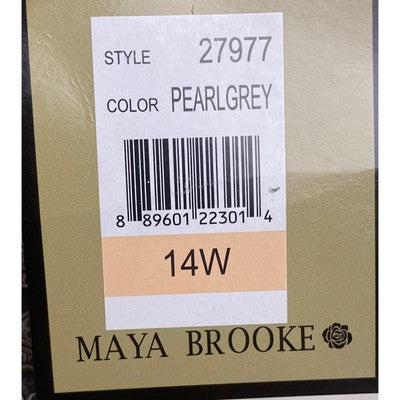 STYLE 27977
COLOR PEARLGREY
8 89601 22301 4
14W
MAYA BROOKE